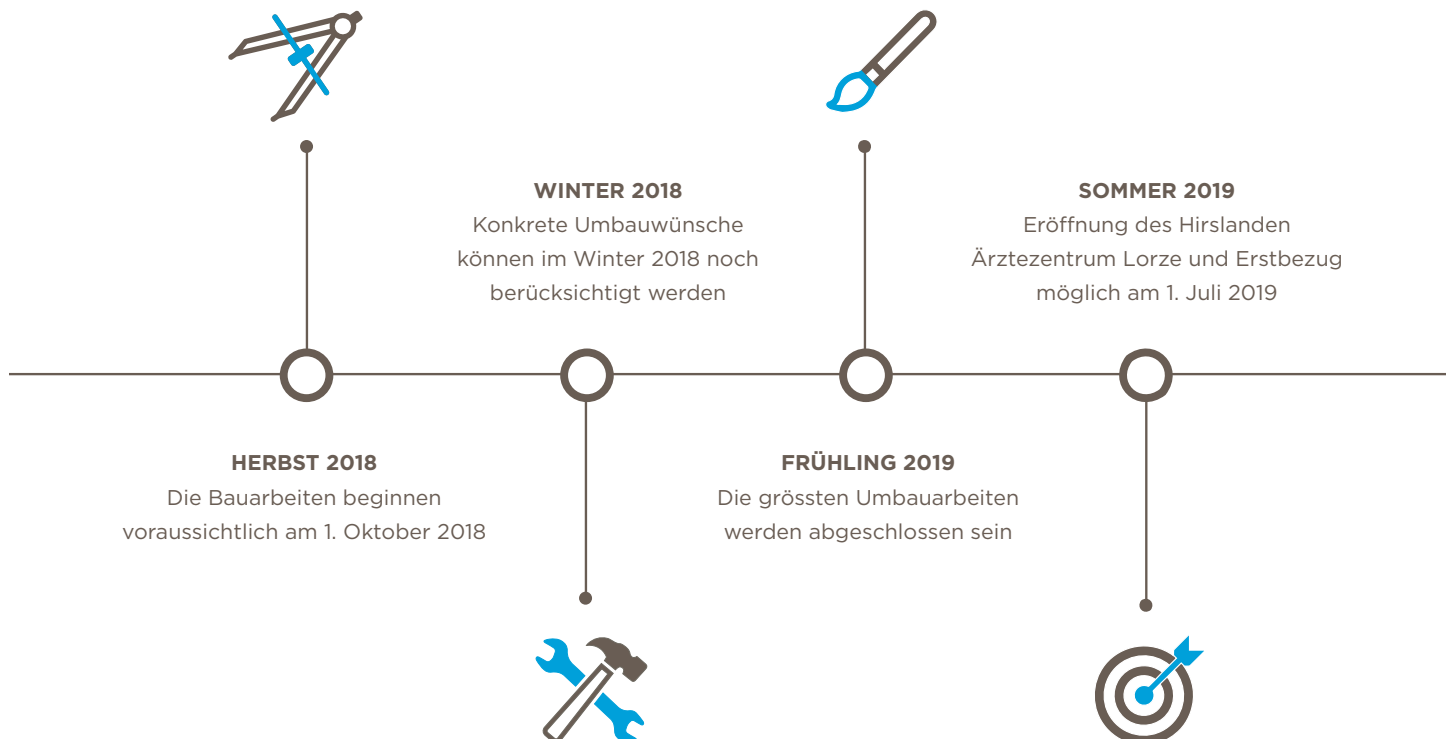 WINTER 2018
Konkrete Umbauwünsche
können im Winter 2018 noch
berücksichtigt werden
SOMMER 2019
Eröffnung des Hirslanden
Ärztezentrum Lorze und Erstbezug
möglich am 1. Juli 2019
HERBST 2018
Die Bauarbeiten beginnen
voraussichtlich am 1. Oktober 2018
FRÜHLING 2019
Die grössten Umbauarbeiten
werden abgeschlossen sein